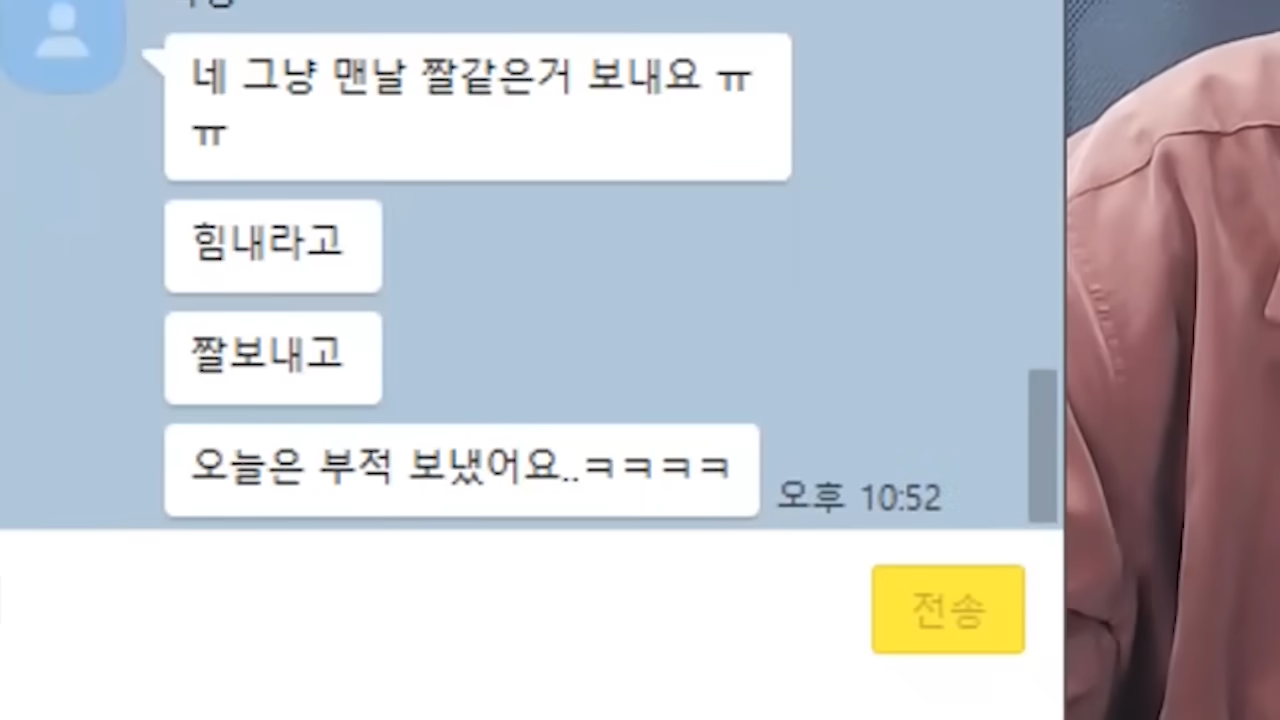 네 그냥 맨날 짤같은거 보내요 ㅠ
ㅠ
힘내라고
짤보내고
오늘은 부적 보냈어요..ㅋㅋㅋㅋ
오후 10:52
전송